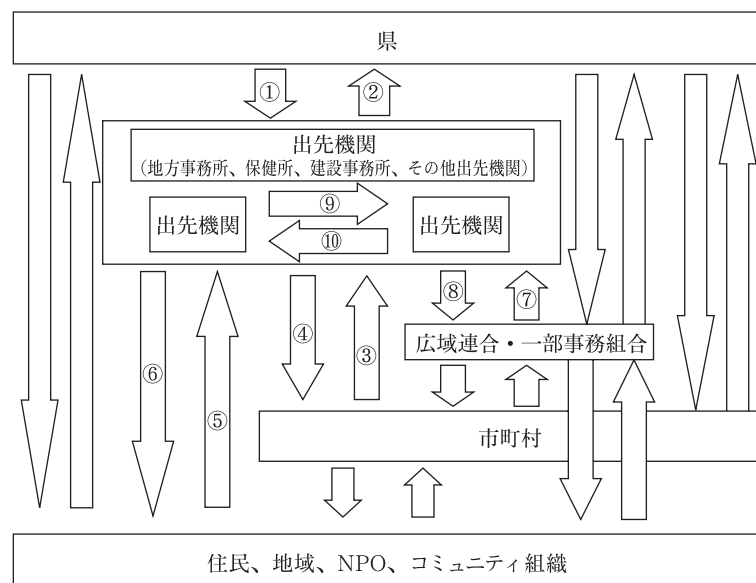 県
① ②
出先機関
（地方事務所、保健所、建設事務所、その他出先機関）
⑨
出先機関 出先機関
⑩
⑧ ⑦
④ ③
広域連合・一部事務組合
⑥ ⑤
市町村
住民、地域、NPO、コミュニティ組織